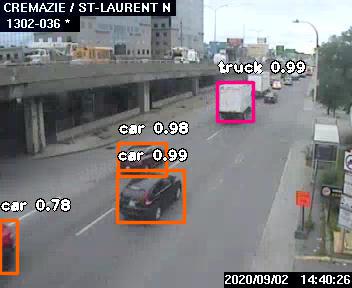 CREMAZIE / ST-LAURENT N
1302-036 *
truck 0.99
car 0.98
car 0.99
car 0.78
2020/09/02 14:40:26